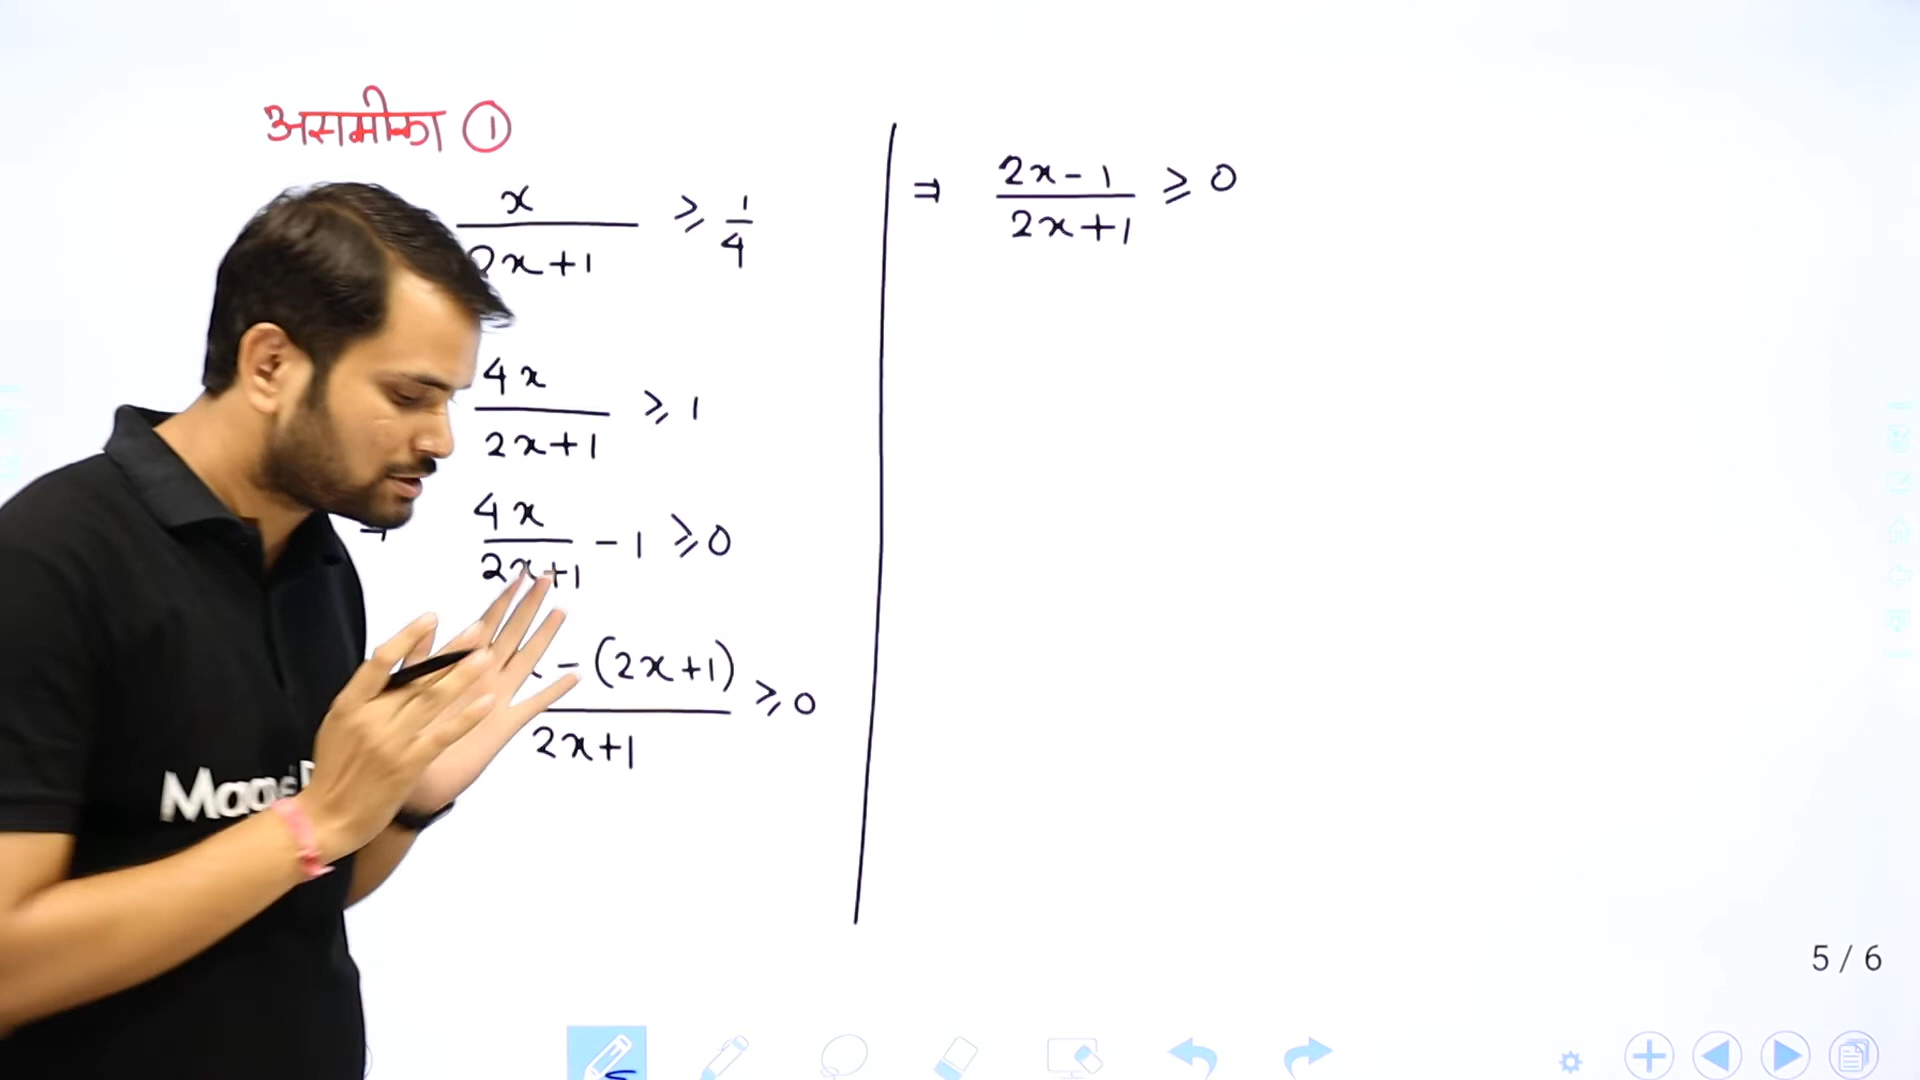 असमीका ①
x / 2x+1 ≥ 1/4
4x / 2x+1 ≥ 1
⇒ 4x / 2x+1 - 1 ≥ 0
- (2x+1) / 2x+1 ≥ 0
⇒ 2x-1 / 2x+1 ≥ 0
5 / 6